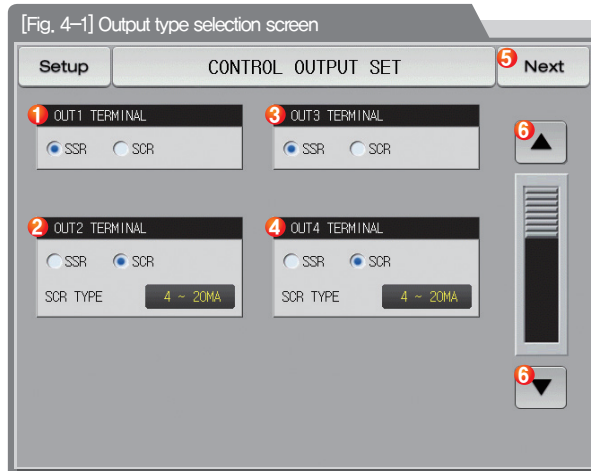 [Fig. 4-1] Output type selection screen
Setup
CONTROL OUTPUT SET
5 Next
1 OUT1 TERMINAL
SSR SCR
3 OUT3 TERMINAL
SSR SCR
6
2 OUT2 TERMINAL
SSR SCR
SCR TYPE 4 ~ 20MA
4 OUT4 TERMINAL
SSR SCR
SCR TYPE 4 ~ 20MA
6